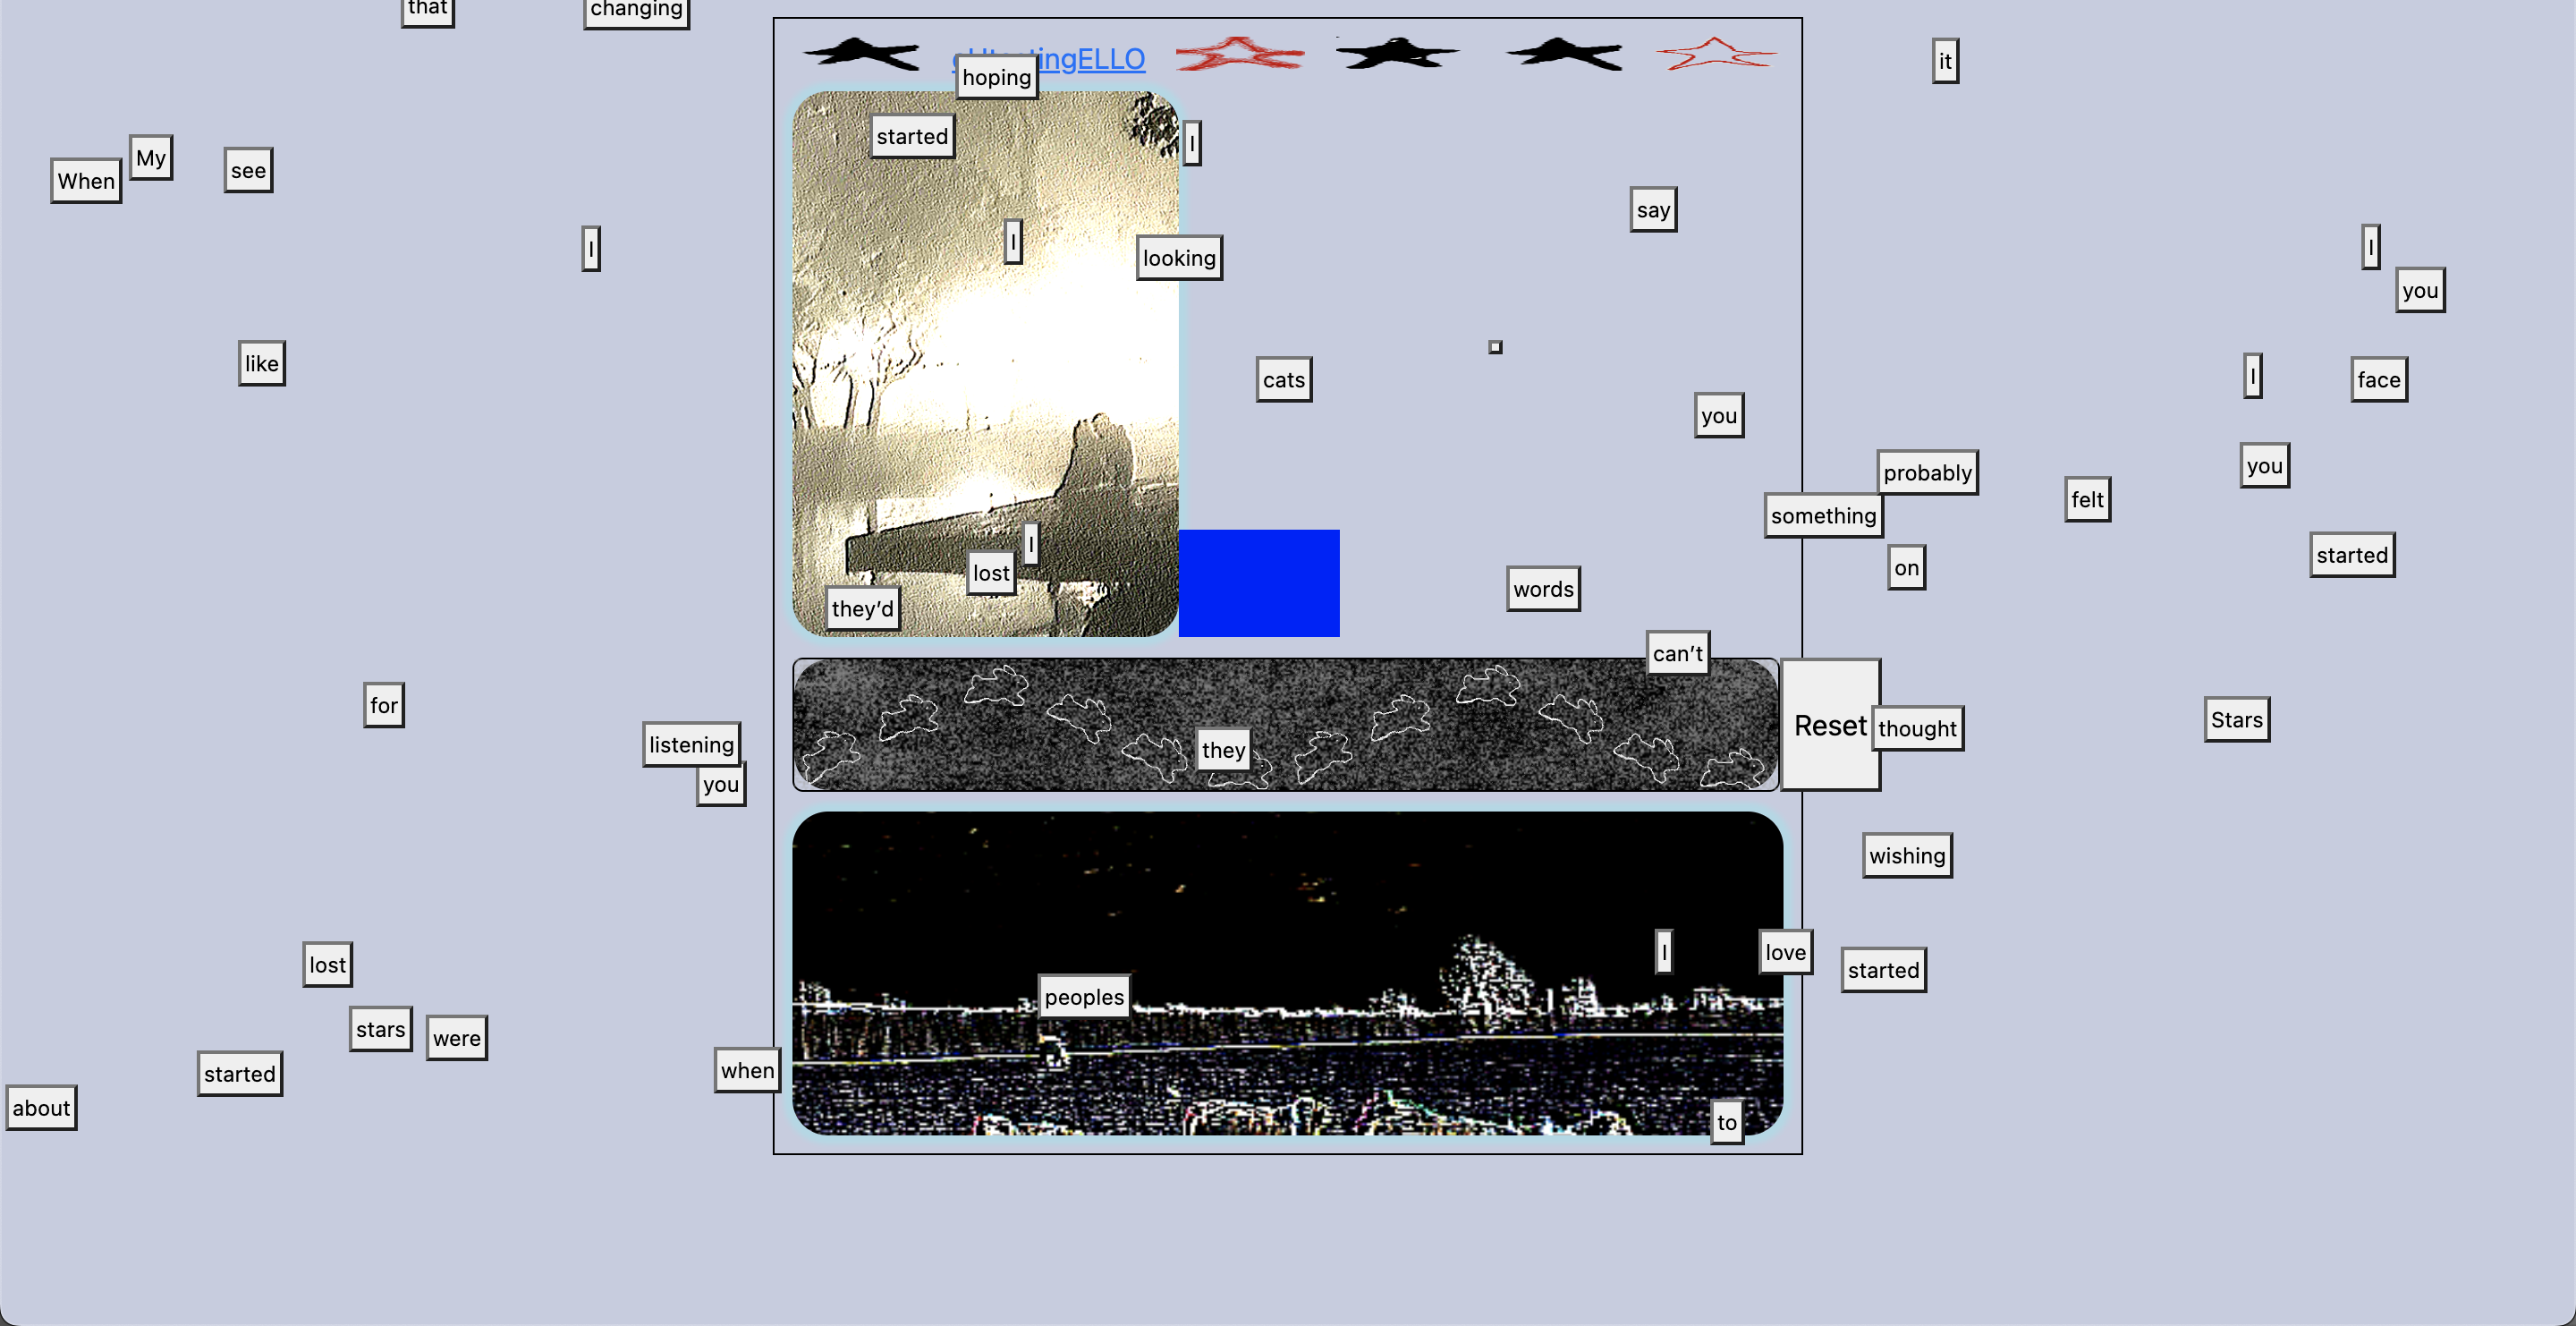 that
changing
hoping
it
started
I
My
When
see
say
I
I
I
looking
you
like
cats
I
face
you
you
probably
felt
something
started
on
I
lost
words
they’d
can’t
for
Stars
Reset
thought
listening
they
you
wishing
I
love
lost
started
peoples
stars
were
when
started
about
to